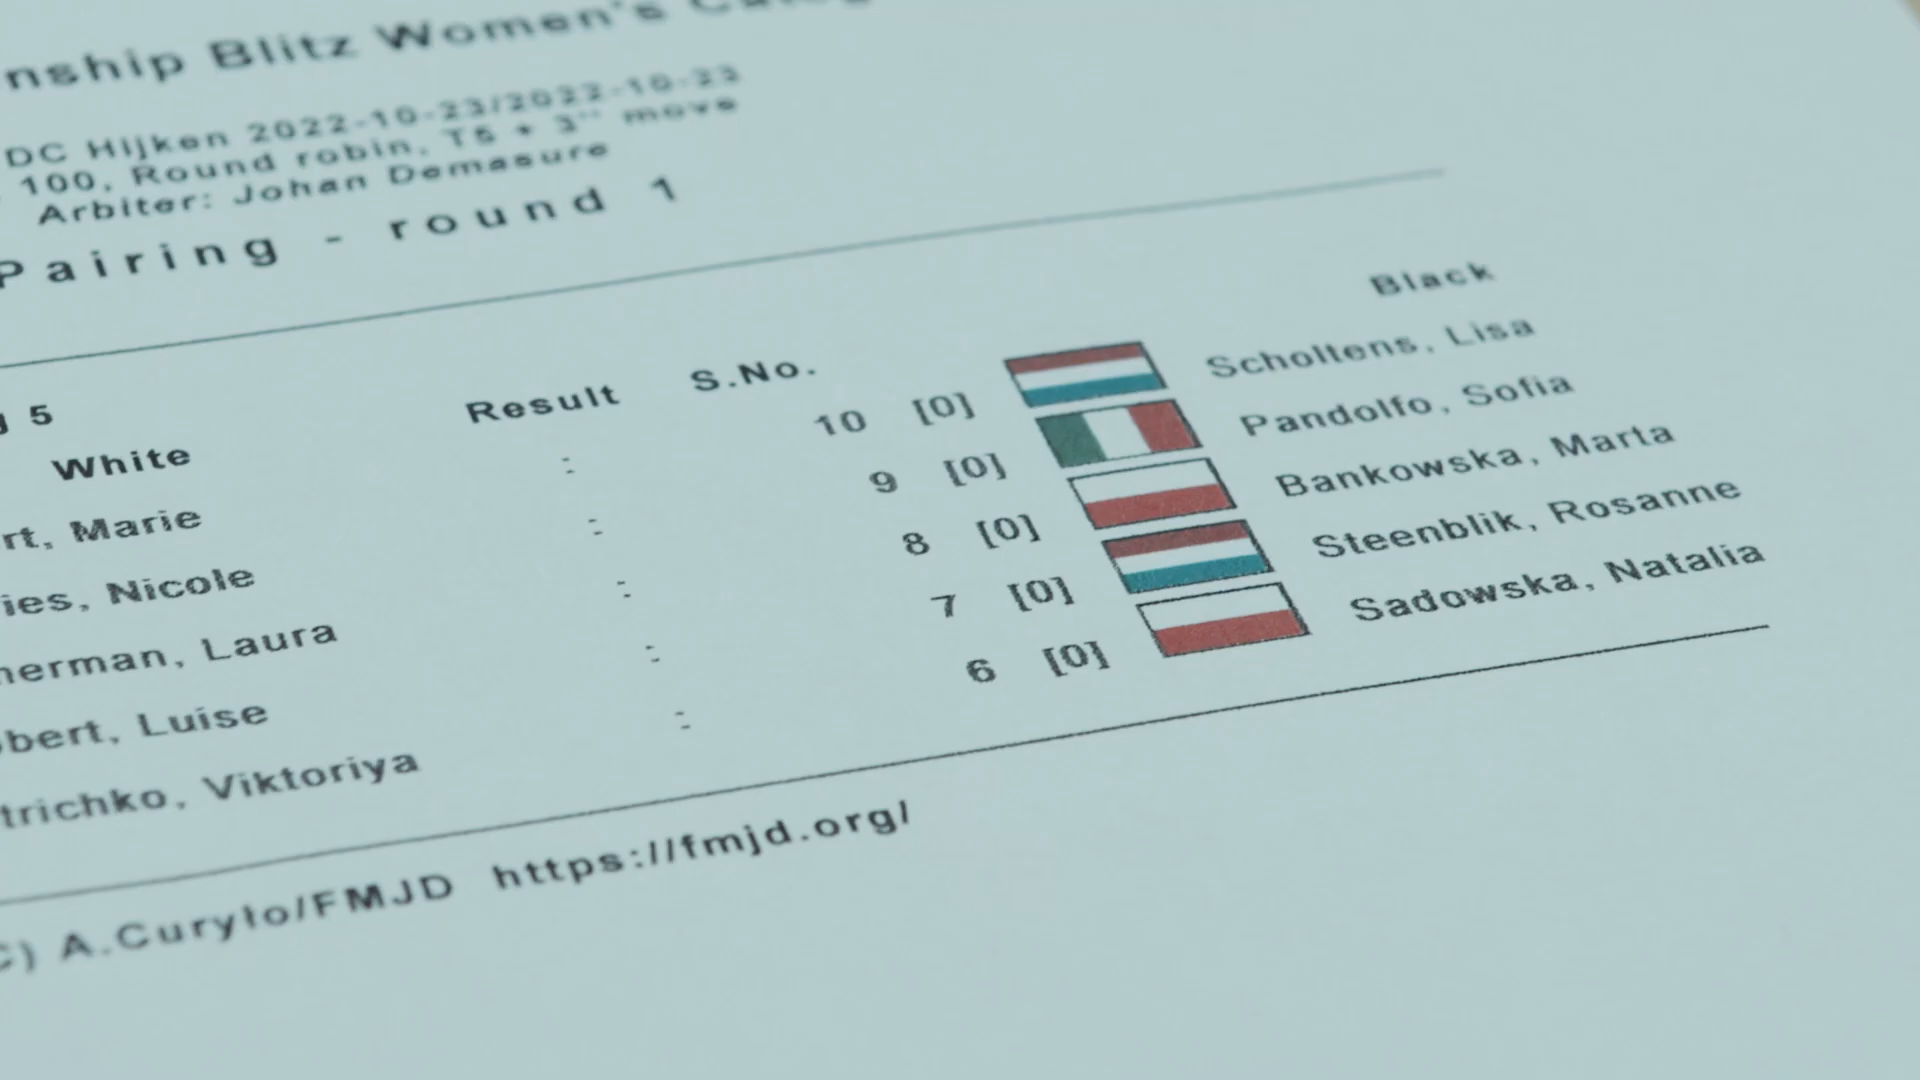 nship Blitz Women's
DC Hijken 2022-10-23/2022-10-23
100, Round robin, T5 + 3'' move
Arbiter: Johan Demasure
Pairing - round 1
g 5
White Result S.No. Black
rt, Marie : 10 [0] Scholtens, Lisa
ies, Nicole : 9 [0] Pandolfo, Sofia
nerman, Laura : 8 [0] Bankowska, Marta
bert, Luise : 7 [0] Steenblik, Rosanne
trichko, Viktoriya : 6 [0] Sadowska, Natalia
C) A.Curyło/FMJD https://fmjd.org/